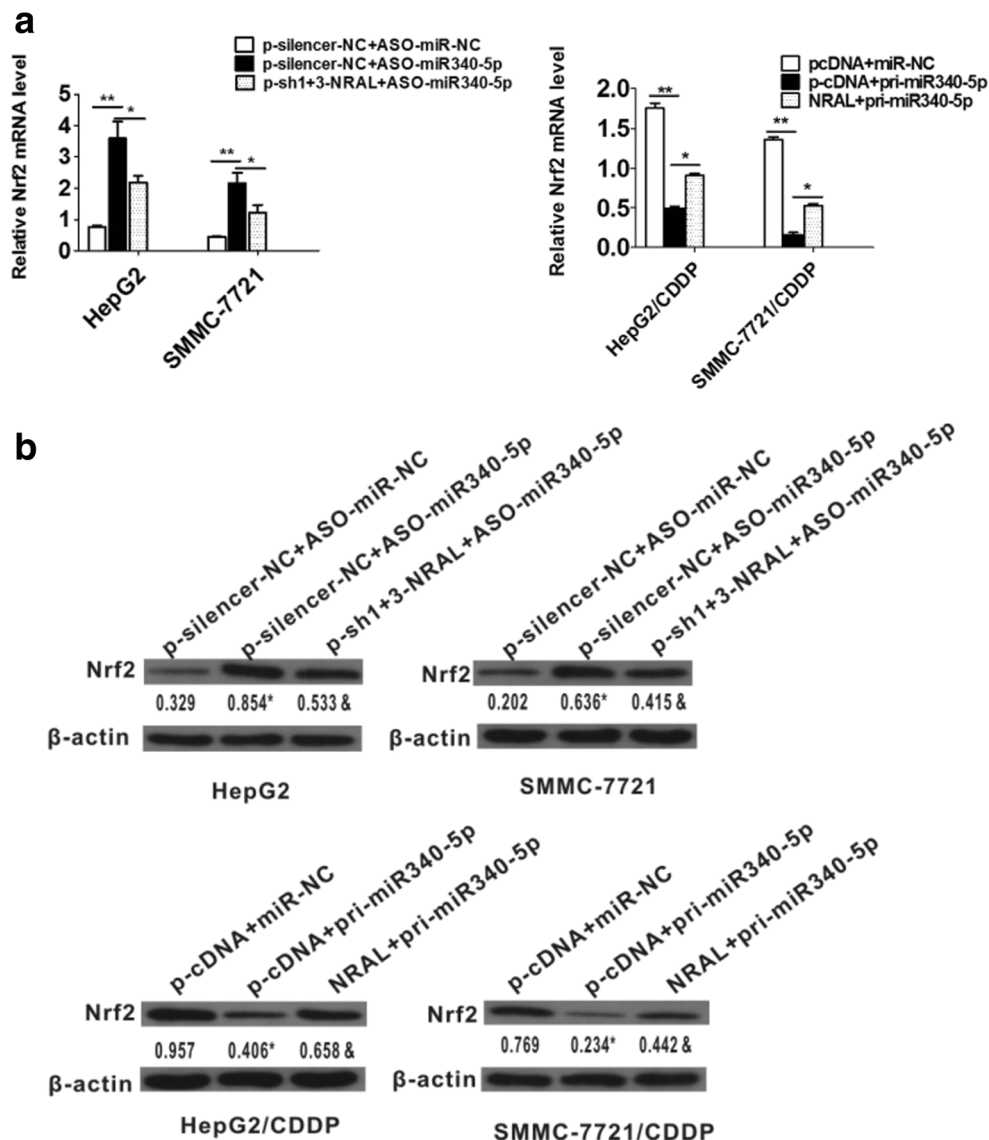 a
p-silencer-NC+ASO-miR-NC
p-silencer-NC+ASO-miR340-5p
p-sh1+3-NRAL+ASO-miR340-5p
Relative Nrf2 mRNA level
5
4
3
2
1
0
** *
** *
HepG2
SMMC-7721
pcDNA+miR-NC
p-cDNA+pri-miR340-5p
NRAL+pri-miR340-5p
Relative Nrf2 mRNA level
2.0
1.5
1.0
0.5
0.0
**
*
**
*
HepG2/CDDP
SMMC-7721/CDDP
b
p-silencer-NC+ASO-miR-NC
p-silencer-NC+ASO-miR340-5p
p-sh1+3-NRAL+ASO-miR340-5p
Nrf2
0.329 0.854* 0.533 &
β-actin
HepG2
p-silencer-NC+ASO-miR-NC
p-silencer-NC+ASO-miR340-5p
p-sh1+3-NRAL+ASO-miR340-5p
Nrf2
0.202 0.636* 0.415 &
β-actin
SMMC-7721
p-cDNA+miR-NC
p-cDNA+pri-miR340-5p
NRAL+pri-miR340-5p
Nrf2
0.957 0.406* 0.658 &
β-actin
HepG2/CDDP
p-cDNA+miR-NC
p-cDNA+pri-miR340-5p
NRAL+pri-miR340-5p
Nrf2
0.769 0.234* 0.442 &
β-actin
SMMC-7721/CDDP